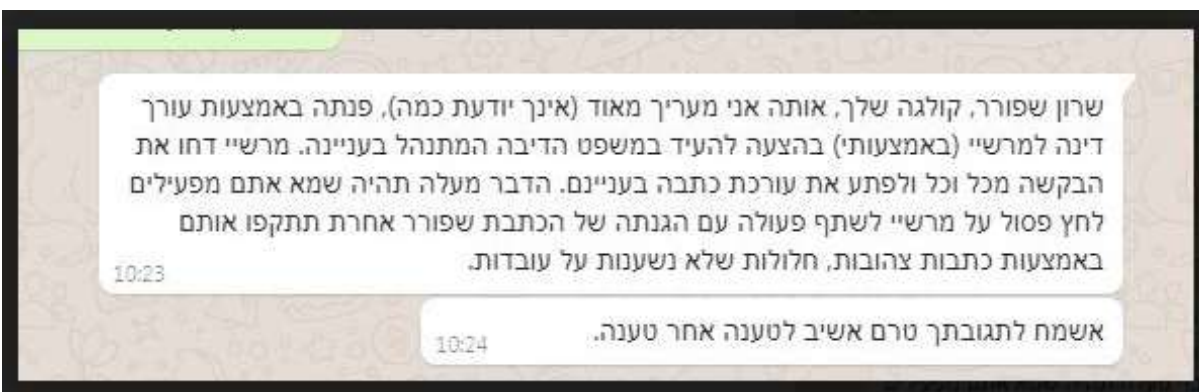 שרון שפורר, קולגה שלך, אותה אני מעריך מאוד (אינך יודעת כמה), פנתה באמצעות עורך
דינה למרשיי (באמצעותי) בהצעה להעיד במשפט הדיבה המתנהל בעניינה. מרשיי דחו את
הבקשה מכל וכל ולפתע את עורכת כתבה בעניינם. הדבר מעלה תהיה שמא אתם מפעילים
לחץ פסול על מרשיי לשתף פעולה עם הגנתה של הכתבת שפורר אחרת תתקפו אותם
באמצעות כתבות צהובות, חלולות שלא נשענות על עובדות.
10:23
אשמח לתגובתך טרם אשיב לטענה אחר טענה.
10:24